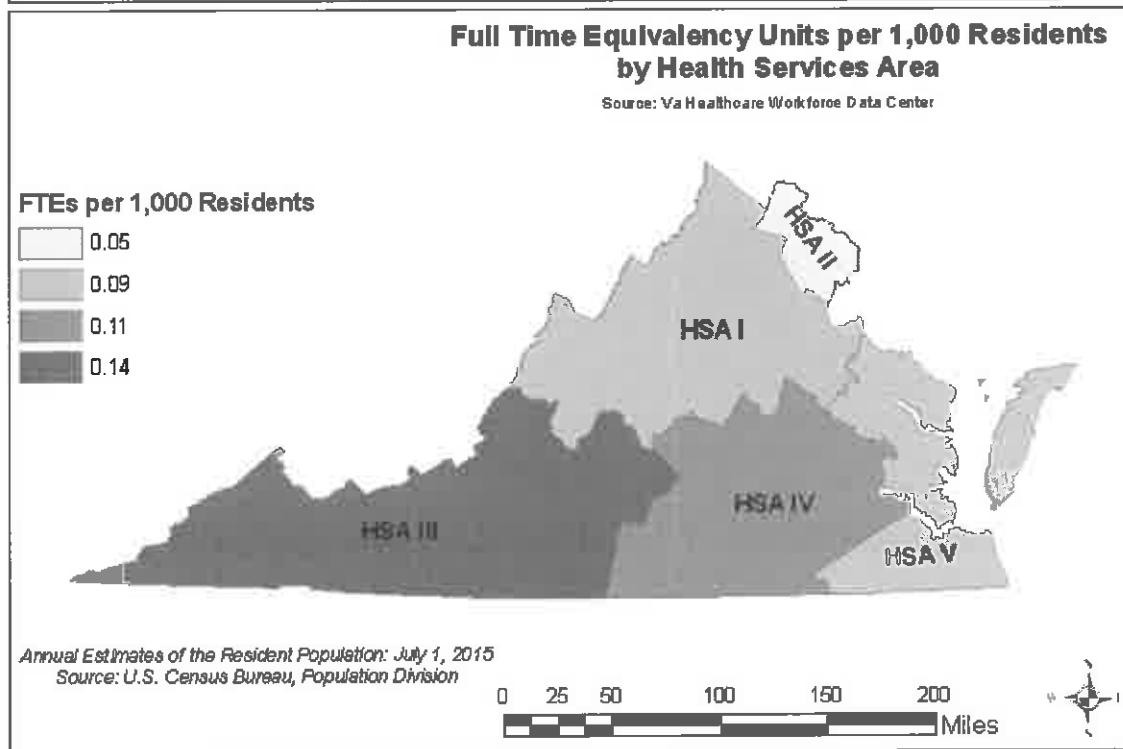 Full Time Equivalency Units per 1,000 Residents
by Health Services Area
Source: Va Healthcare Workforce Data Center
FTEs per 1,000 Residents
0.05
0.09
0.11
0.14
HSA II
HSA I
HSA III
HSA IV
HSA V
Annual Estimates of the Resident Population: July 1, 2015
Source: U.S. Census Bureau, Population Division
0 25 50 100 150 200
Miles